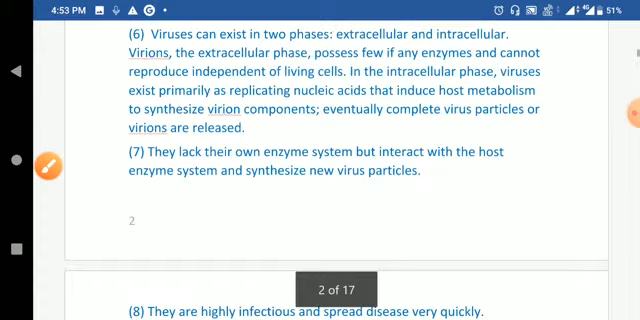 4:53 PM
4G
51%
(6)  Viruses can exist in two phases: extracellular and intracellular.
Virions, the extracellular phase, possess few if any enzymes and cannot
reproduce independent of living cells. In the intracellular phase, viruses
exist primarily as replicating nucleic acids that induce host metabolism
to synthesize virion components; eventually complete virus particles or
virions are released.
(7) They lack their own enzyme system but interact with the host
enzyme system and synthesize new virus particles.
2
2 of 17
(8) They are highly infectious and spread disease very quickly.